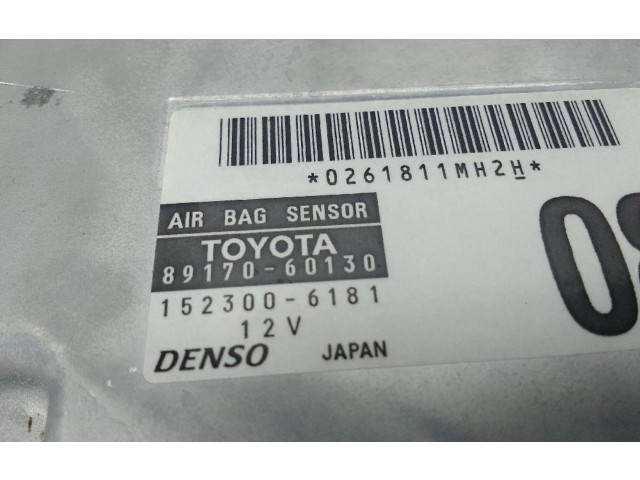 *0261811MH2H*
AIR BAG SENSOR
TOYOTA
89170-60130
152300-6181
12V
DENSO JAPAN